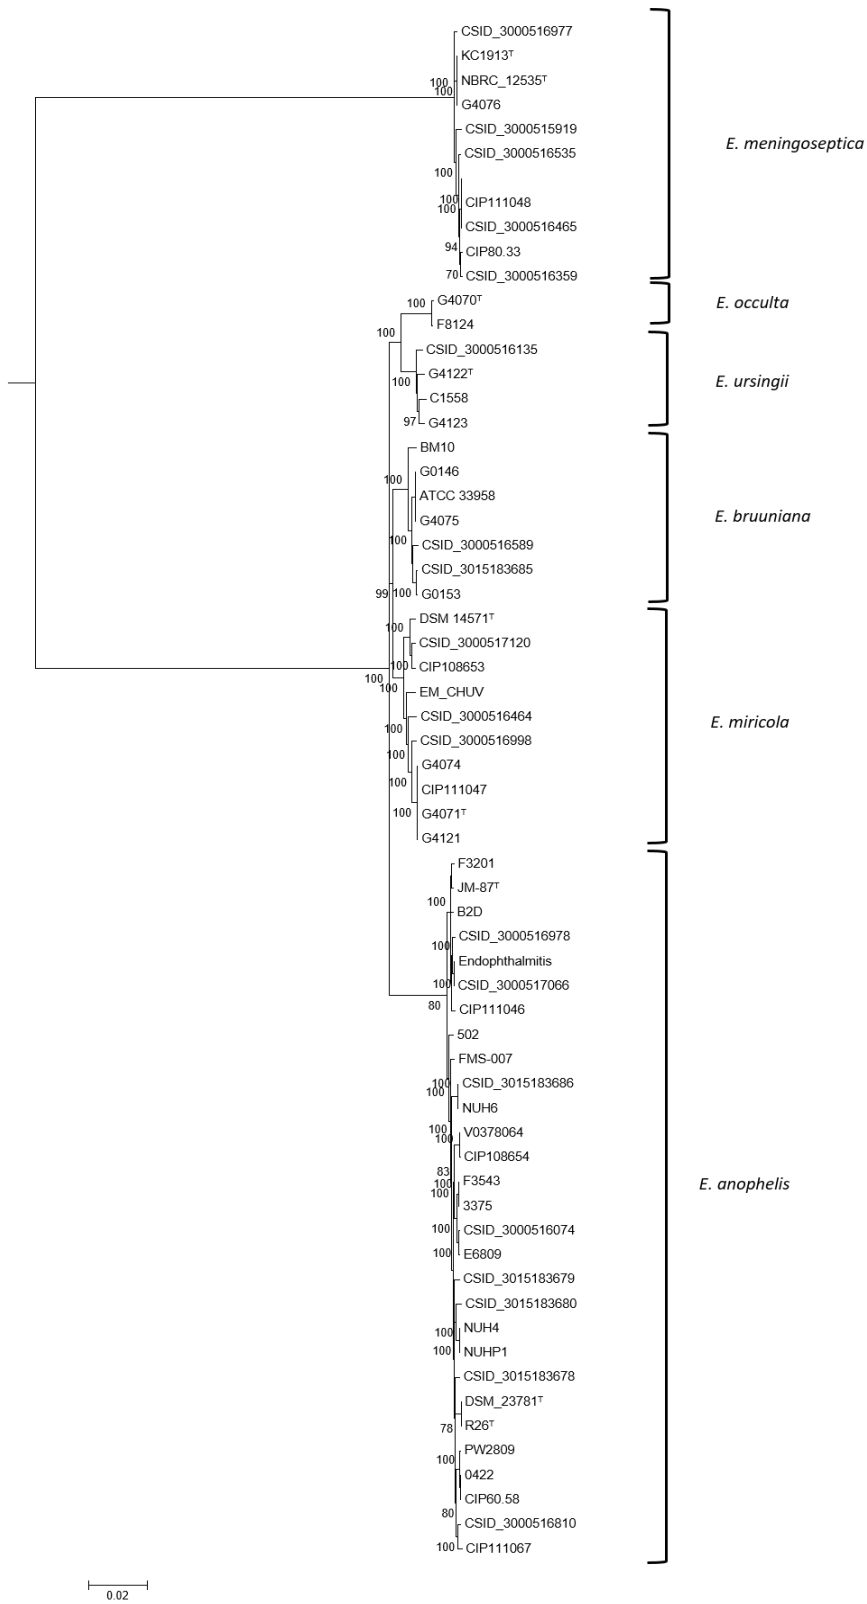 CSID_3000516977
KC1913ᵀ
NBRC_12535ᵀ
100
100
G4076
CSID_3000515919
E. meningoseptica
CSID_3000516535
100
100
CIP111048
100
CSID_3000516465
94
CIP80.33
70
CSID_3000516359
100
G4070ᵀ
E. occulta
F8124
100
CSID_3000516135
G4122ᵀ
E. ursingii
100
C1558
97
G4123
BM10
G0146
100
ATCC 33958
E. bruuniana
G4075
100
CSID_3000516589
CSID_3015183685
99
100
G0153
DSM 14571ᵀ
100
CSID_3000517120
100
CIP108653
100
100
EM_CHUV
CSID_3000516464
E. miricola
100
CSID_3000516998
100
G4074
100
CIP111047
100
G4071ᵀ
G4121
F3201
JM-87ᵀ
100
B2D
CSID_3000516978
100
Endophthalmitis
100
CSID_3000517066
80
CIP111046
502
FMS-007
100
CSID_3015183686
100
NUH6
100
V0378064
100
CIP108654
83
F3543
E. anophelis
100
100
3375
100
CSID_3000516074
100
E6809
CSID_3015183679
CSID_3015183680
100
NUH4
100
NUHP1
CSID_3015183678
DSM_23781ᵀ
78
R26ᵀ
100
PW2809
0422
CIP60.58
80
CSID_3000516810
100
CIP111067
0.02